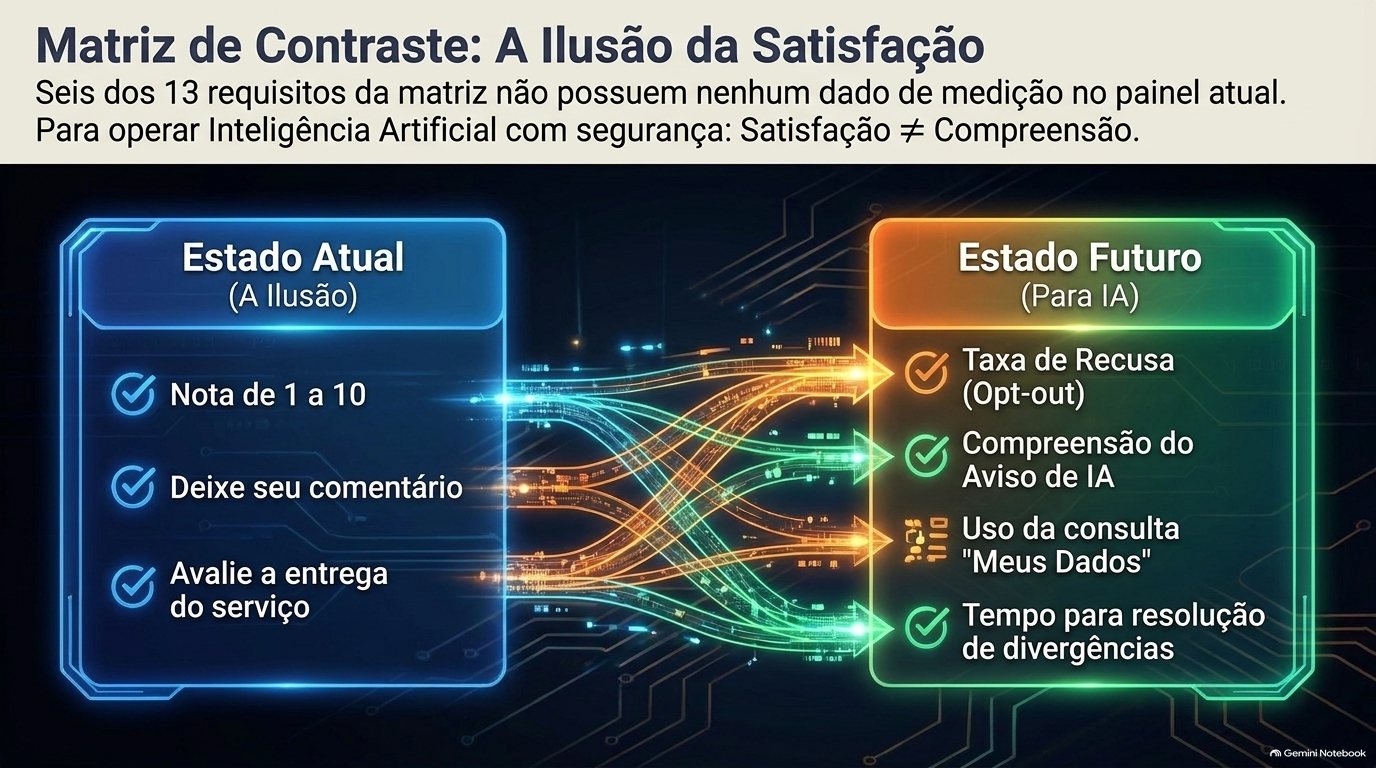 Matriz de Contraste: A Ilusão da Satisfação
Seis dos 13 requisitos da matriz não possuem nenhum dado de medição no painel atual.
Para operar Inteligência Artificial com segurança: Satisfação ≠ Compreensão.
Estado Atual
(A Ilusão)
Nota de 1 a 10
Deixe seu comentário
Avalie a entrega
do serviço
Estado Futuro
(Para IA)
Taxa de Recusa
(Opt-out)
Compreensão do
Aviso de IA
Uso da consulta
"Meus Dados"
Tempo para resolução
de divergências
Gemini Notebook